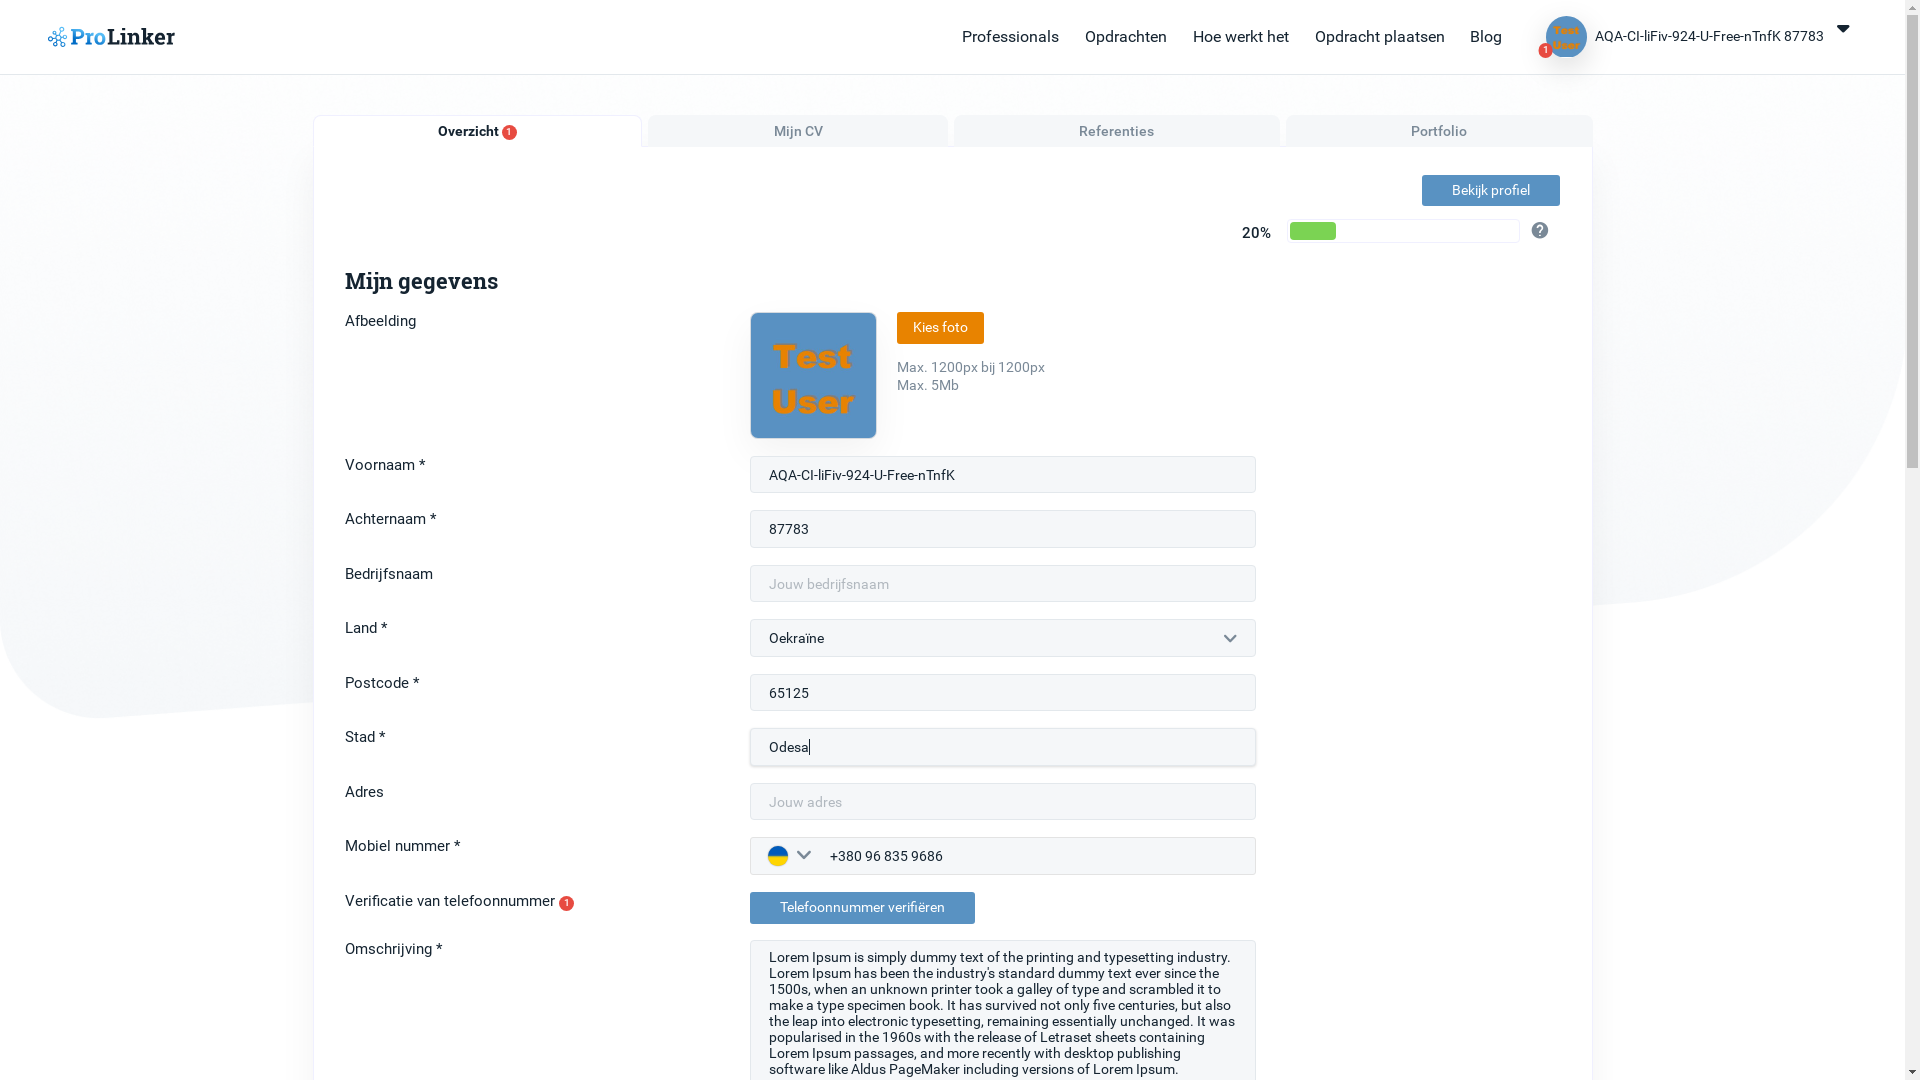 ProLinker
Professionals
Opdrachten
Hoe werkt het
Opdracht plaatsen
Blog
Test
User
1
AQA-CI-liFiv-924-U-Free-nTnfK 87783
Overzicht 1
Mijn CV
Referenties
Portfolio
Bekijk profiel
20%
?
Mijn gegevens
Afbeelding
Test
User
Kies foto
Max. 1200px bij 1200px
Max. 5Mb
Voornaam *
AQA-CI-liFiv-924-U-Free-nTnfK
Achternaam *
87783
Bedrijfsnaam
Jouw bedrijfsnaam
Land *
Oekraïne
Postcode *
65125
Stad *
Odesa
Adres
Jouw adres
Mobiel nummer *
+380 96 835 9686
Verificatie van telefoonnummer 1
Telefoonnummer verifiëren
Omschrijving *
Lorem Ipsum is simply dummy text of the printing and typesetting industry.
Lorem Ipsum has been the industry's standard dummy text ever since the
1500s, when an unknown printer took a galley of type and scrambled it to
make a type specimen book. It has survived not only five centuries, but also
the leap into electronic typesetting, remaining essentially unchanged. It was
popularised in the 1960s with the release of Letraset sheets containing
Lorem Ipsum passages, and more recently with desktop publishing
software like Aldus PageMaker including versions of Lorem Ipsum.